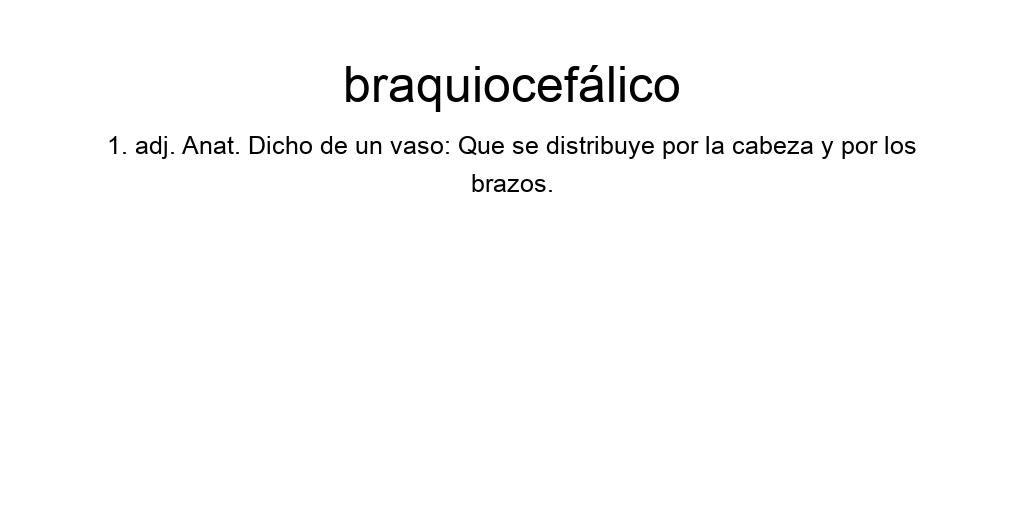 braquiocefálico
1. adj. Anat. Dicho de un vaso: Que se distribuye por la cabeza y por los
brazos.